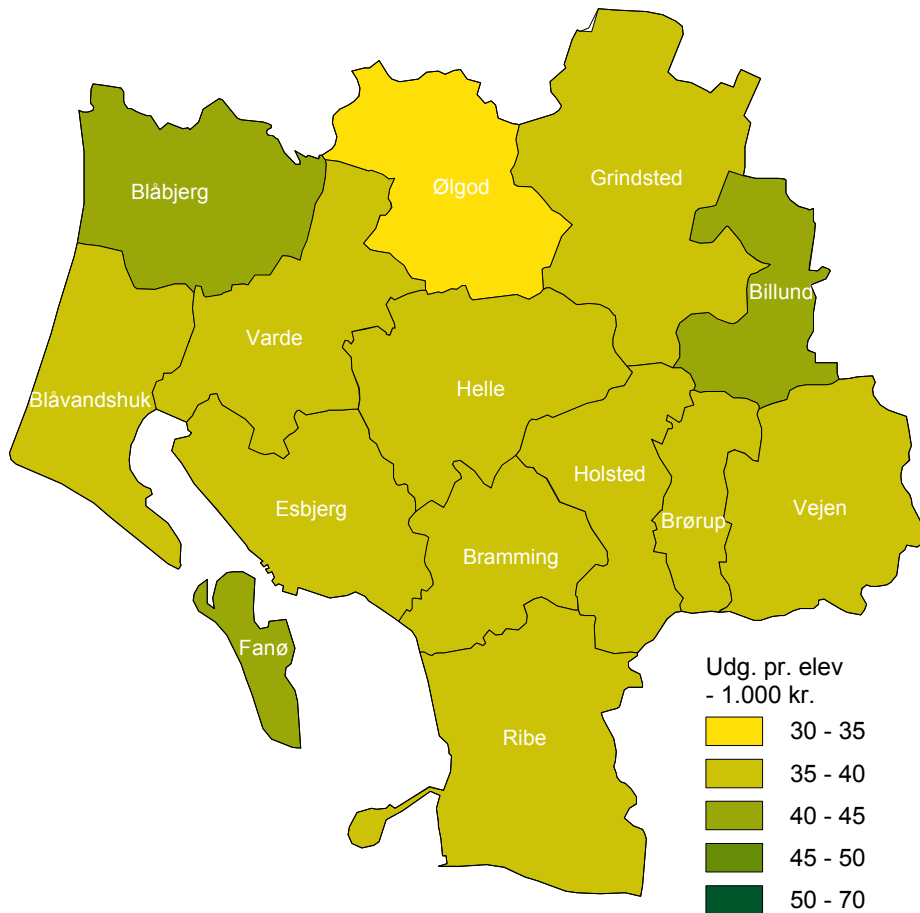 Grindsted
Ølgod
Blåbjerg
Billund
Varde
Helle
Blåvandshuk
Holsted
Esbjerg
Brørup
Vejen
Bramming
Fanø
Ribe
Udg. pr. elev
- 1.000 kr.
30 - 35
35 - 40
40 - 45
45 - 50
50 - 70